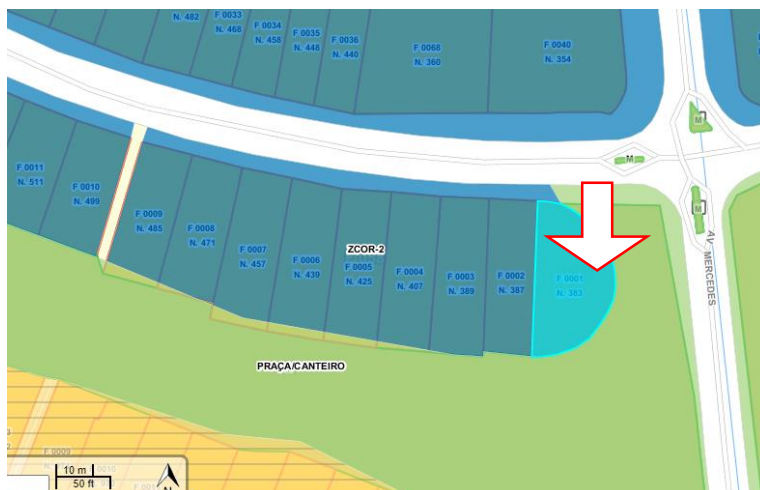 N. 482
F 0033
N. 468
F 0034
N. 458
F 0035
N. 448
F 0036
N. 440
F 0068
N. 360
F 0040
N. 354
M
M
M
F 0011
N. 511
F 0010
N. 499
F 0009
N. 485
F 0008
N. 471
F 0007
N. 457
F 0006
N. 439
ZCOR-2
F 0005
N. 425
F 0004
N. 407
F 0003
N. 389
F 0002
N. 387
F 0001
N. 383
AV. MERCEDES
PRAÇA/CANTEIRO
F 0009
10 m
50 ft
N